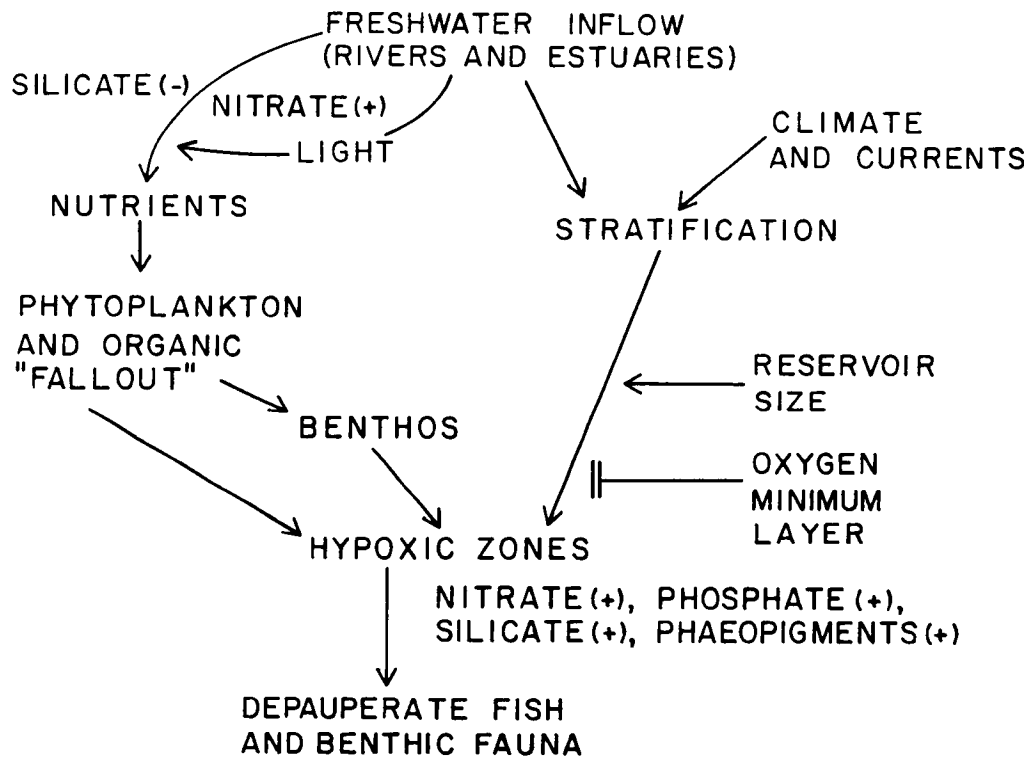 FRESHWATER INFLOW
(RIVERS AND ESTUARIES)
SILICATE(-)
NITRATE(+)
LIGHT
CLIMATE
AND CURRENTS
NUTRIENTS
STRATIFICATION
PHYTOPLANKTON
AND ORGANIC
"FALLOUT"
RESERVOIR
SIZE
BENTHOS
OXYGEN
MINIMUM
LAYER
HYPOXIC ZONES
NITRATE(+), PHOSPHATE(+),
SILICATE(+), PHAEOPIGMENTS(+)
DEPAUPERATE FISH
AND BENTHIC FAUNA